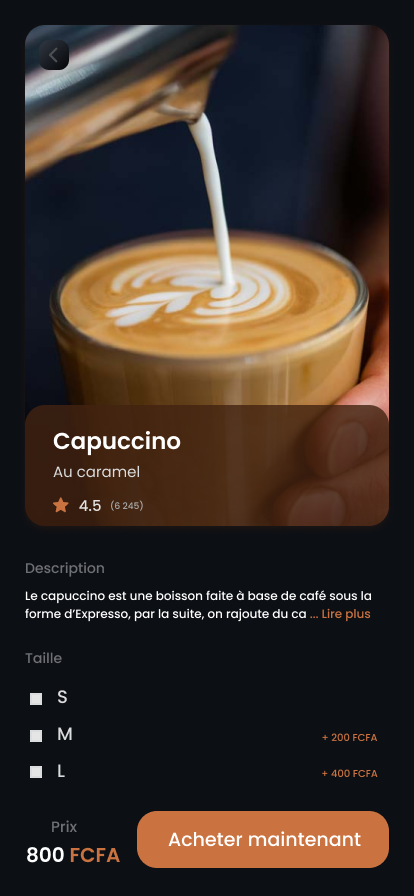 Capuccino
Au caramel
4.5 (6 245)
Description
Le capuccino est une boisson faite à base de café sous la
forme d’Expresso, par la suite, on rajoute du ca ... Lire plus
Taille
S
M + 200 FCFA
L + 400 FCFA
Prix
800 FCFA
Acheter maintenant